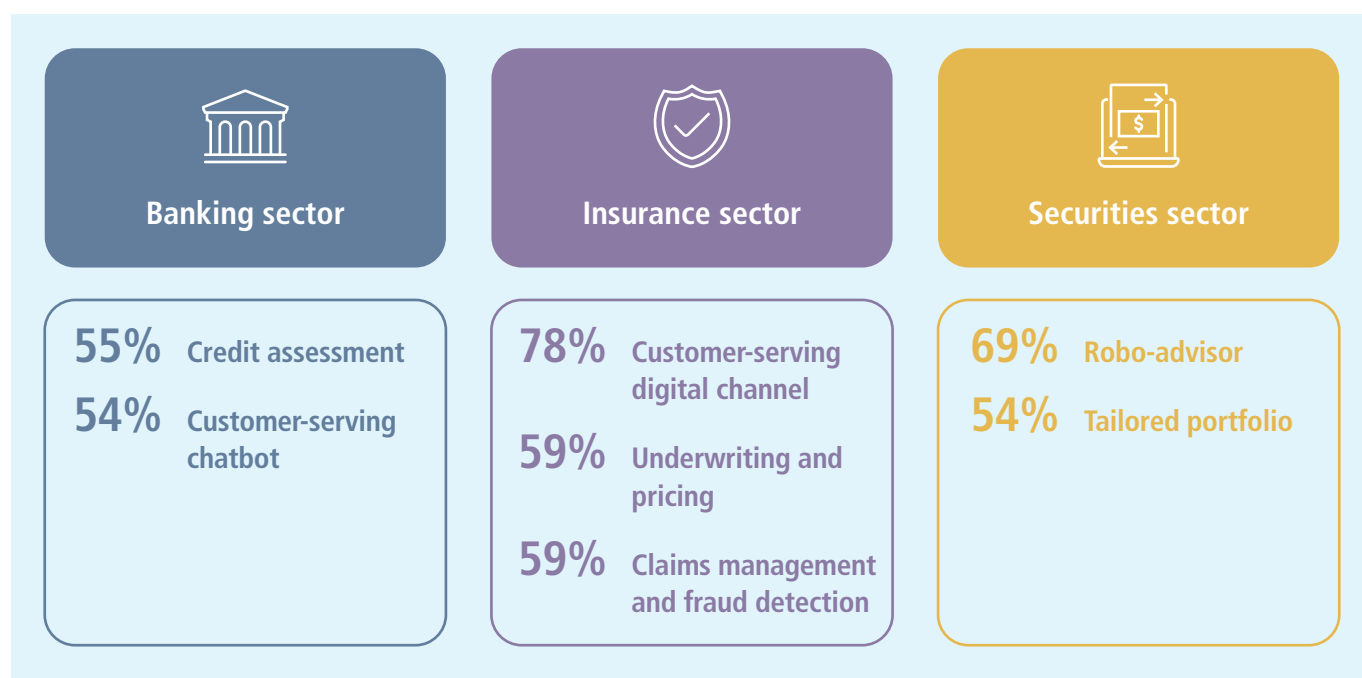 Banking sector
55% Credit assessment
54% Customer-serving
chatbot
Insurance sector
78% Customer-serving
digital channel
59% Underwriting and
pricing
59% Claims management
and fraud detection
$
Securities sector
69% Robo-advisor
54% Tailored portfolio